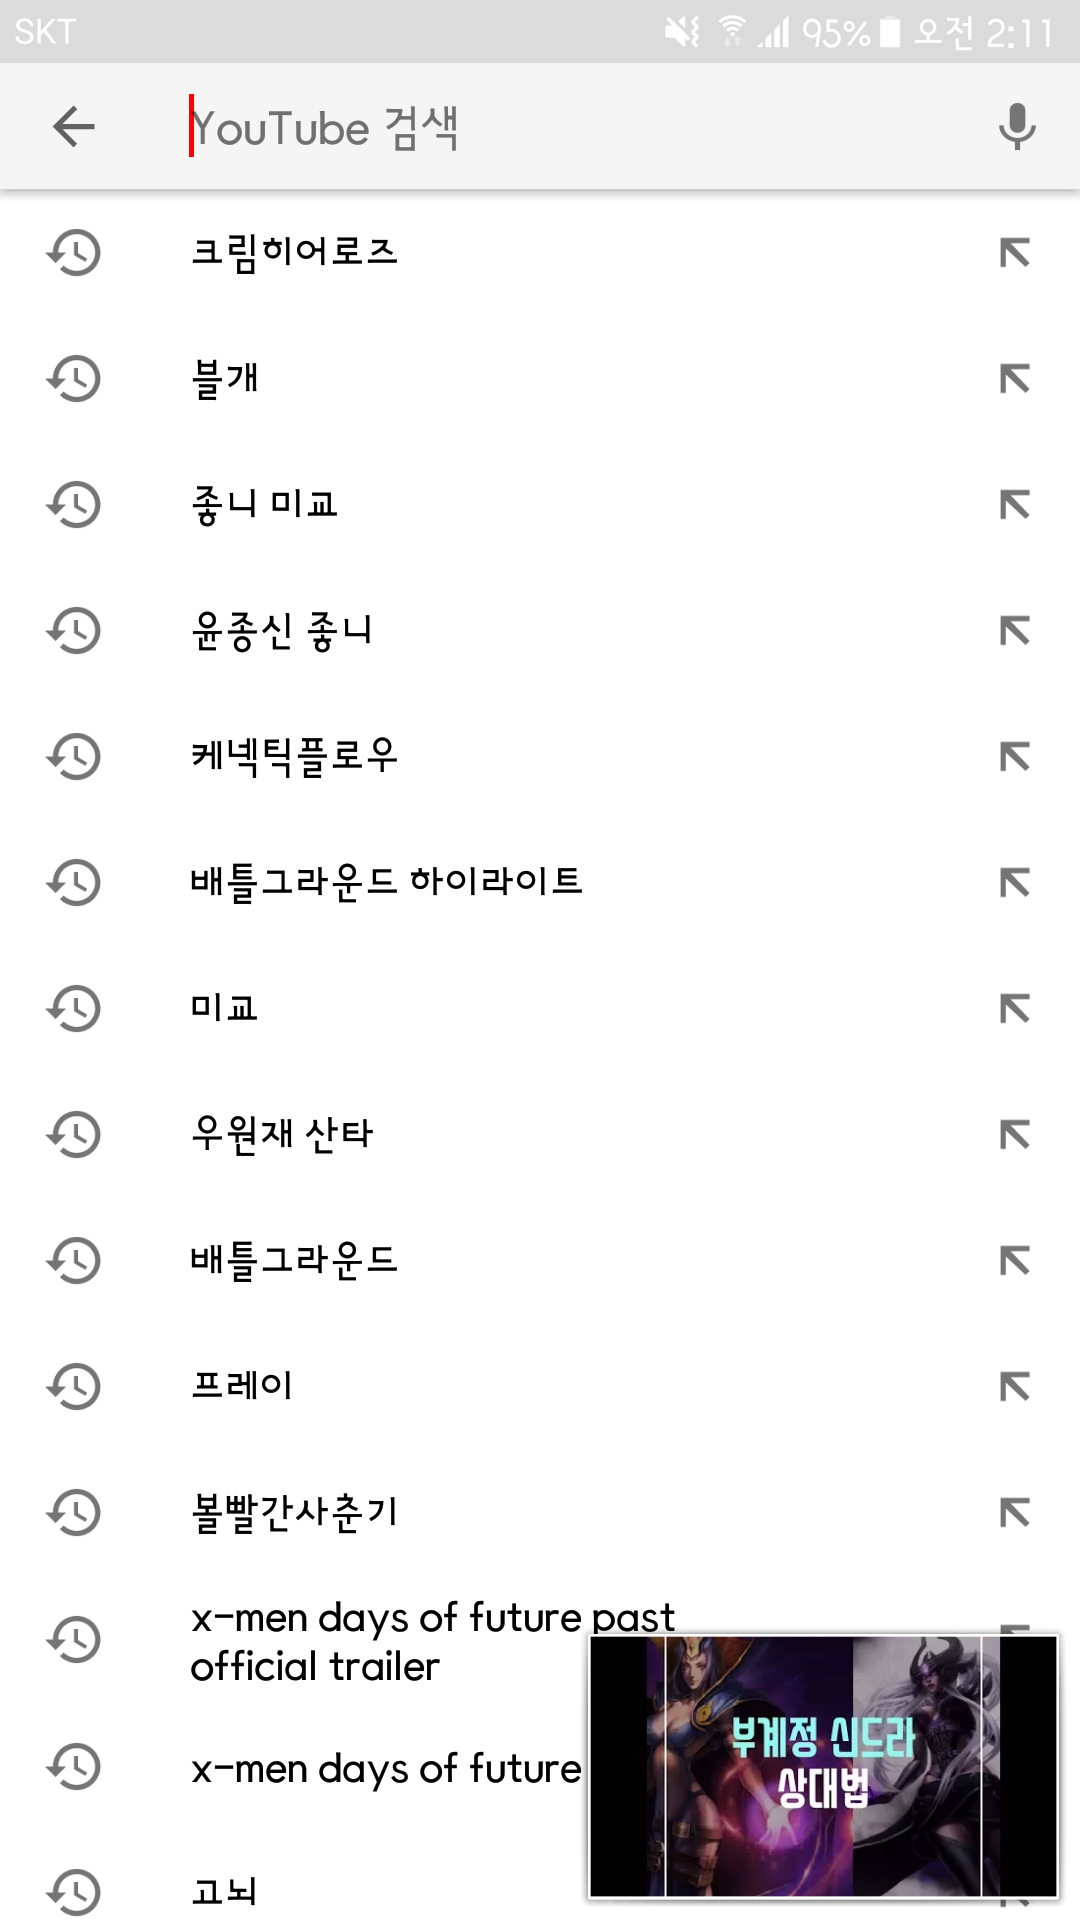 SKT 95% 오전 2:11
YouTube 검색
크림히어로즈
블개
좋니 미교
윤종신 좋니
케넥틱플로우
배틀그라운드 하이라이트
미교
우원재 산타
배틀그라운드
프레이
볼빨간사춘기
x-men days of future past
official trailer
x-men days of future
부계정 신드라
상대법
고뇌